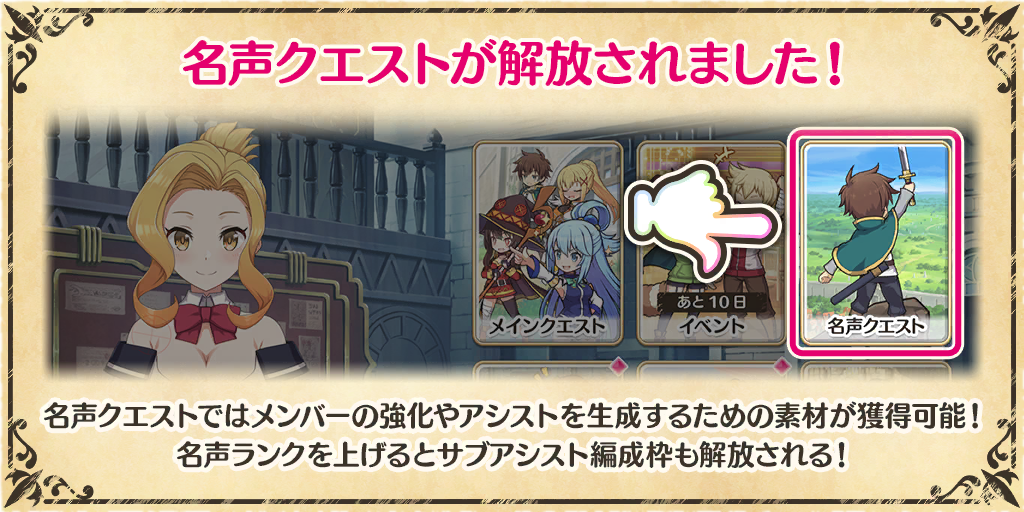 名声クエストが解放されました!
メインクエスト
あと10日
イベント
名声クエスト
名声クエストではメンバーの強化やアシストを生成するための素材が獲得可能!
名声ランクを上げるとサブアシスト編成枠も解放される!